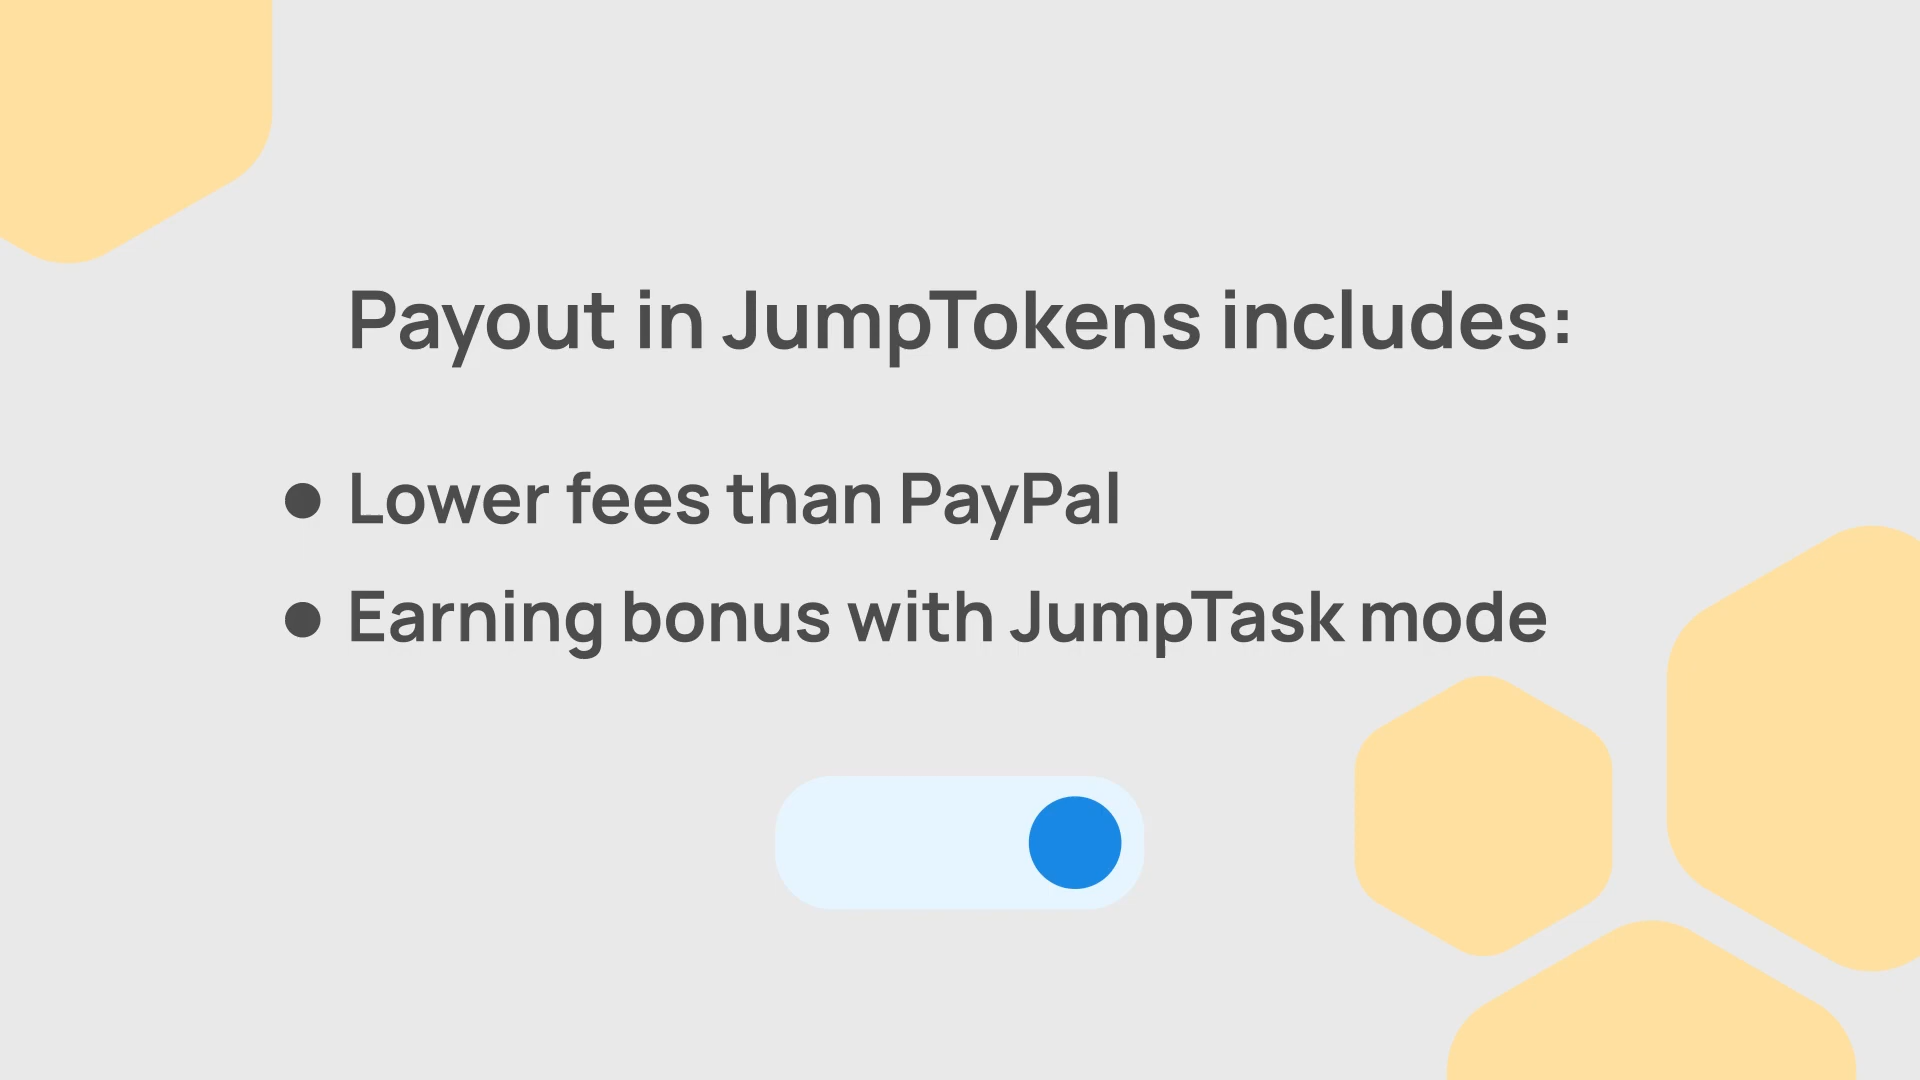 Payout in JumpTokens includes:
● Lower fees than PayPal
● Earning bonus with JumpTask mode